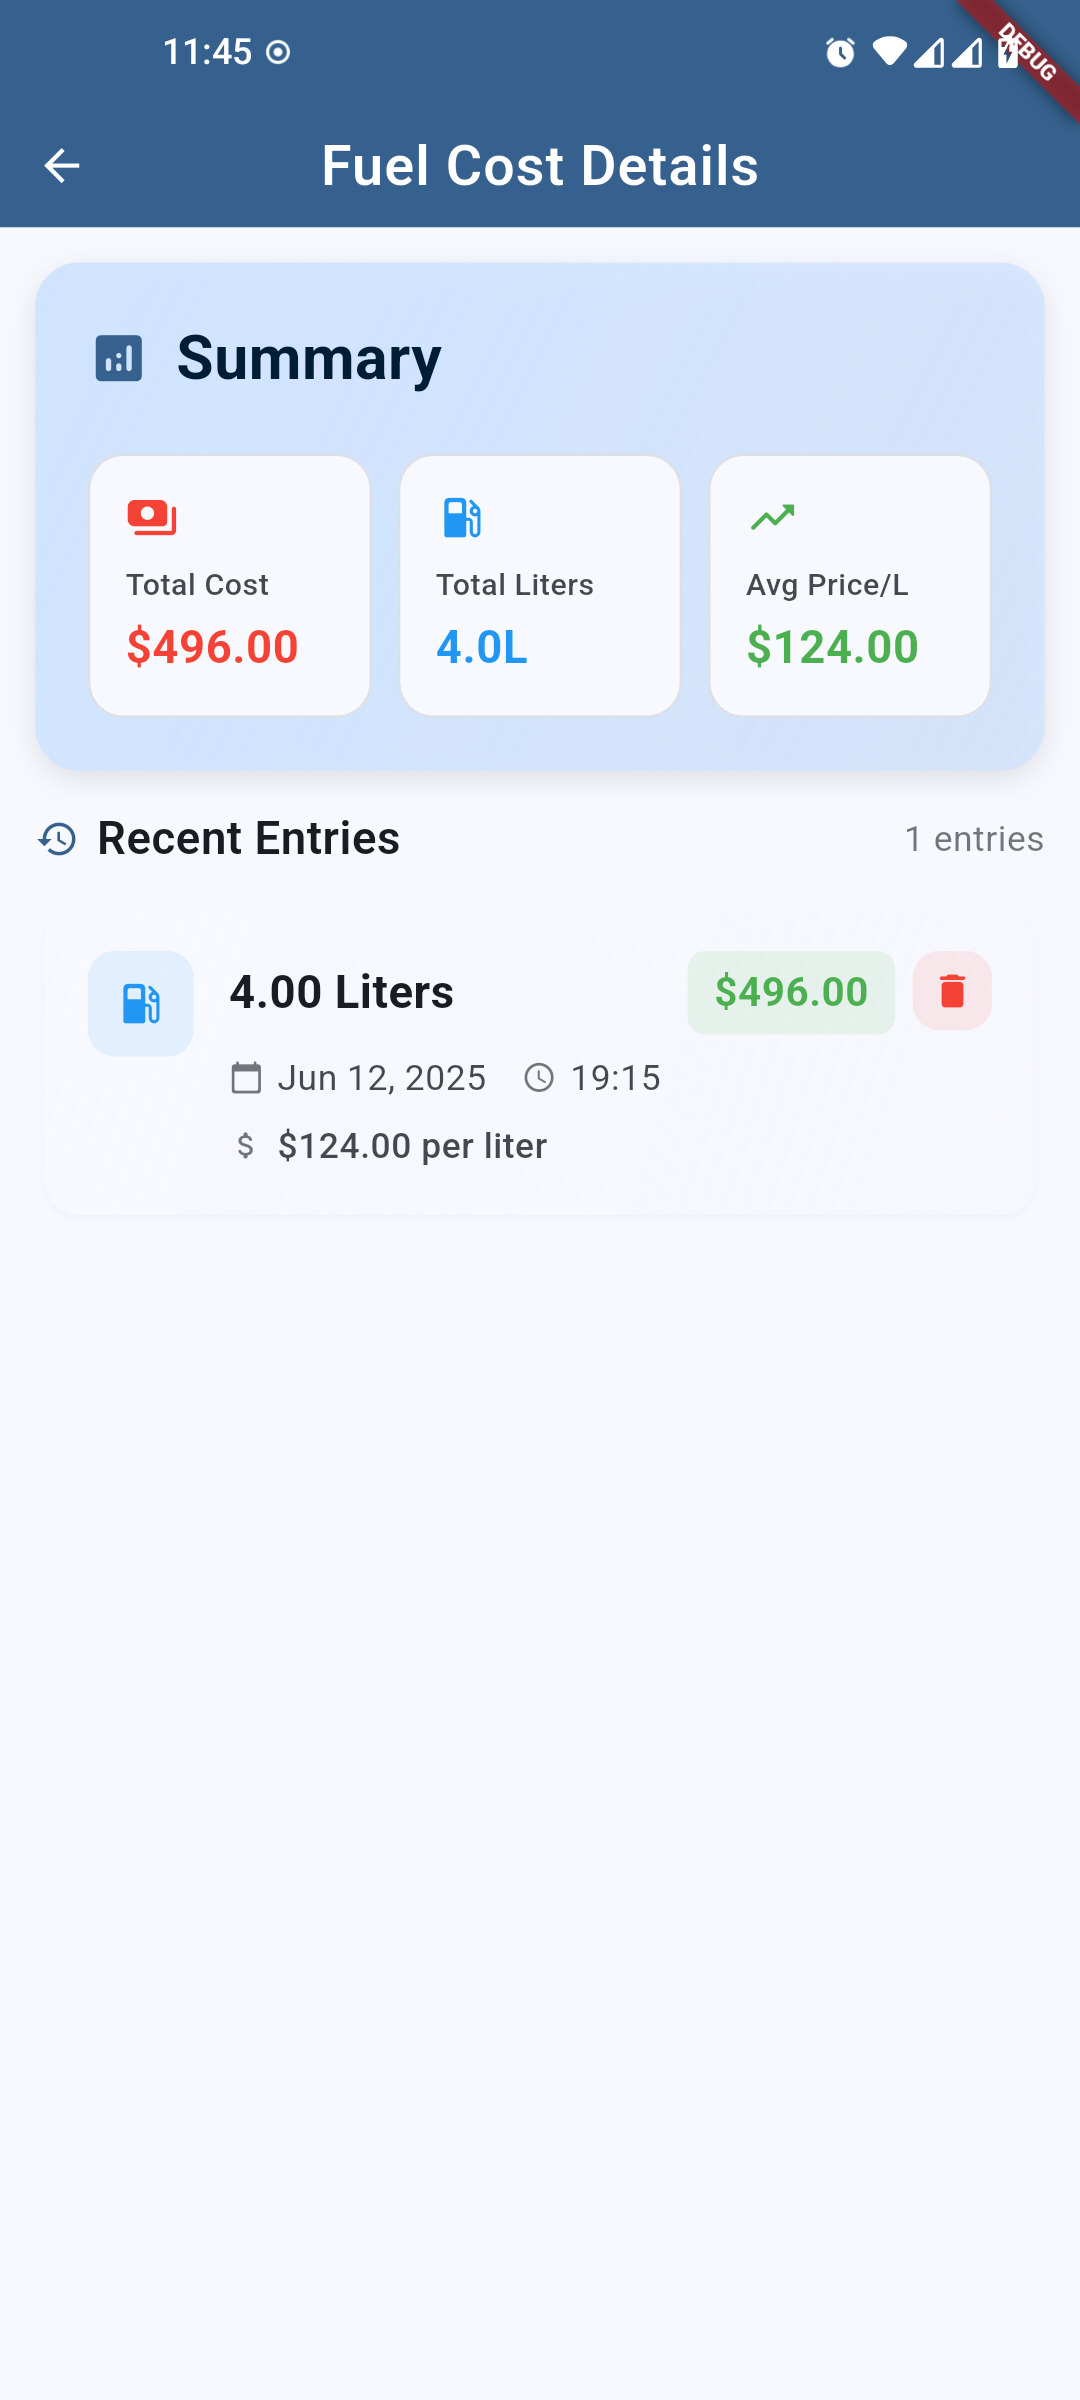 11:45
DEBUG
Fuel Cost Details
Summary
Total Cost
$496.00
Total Liters
4.0L
Avg Price/L
$124.00
Recent Entries
1 entries
4.00 Liters
$496.00
Jun 12, 2025
19:15
$124.00 per liter